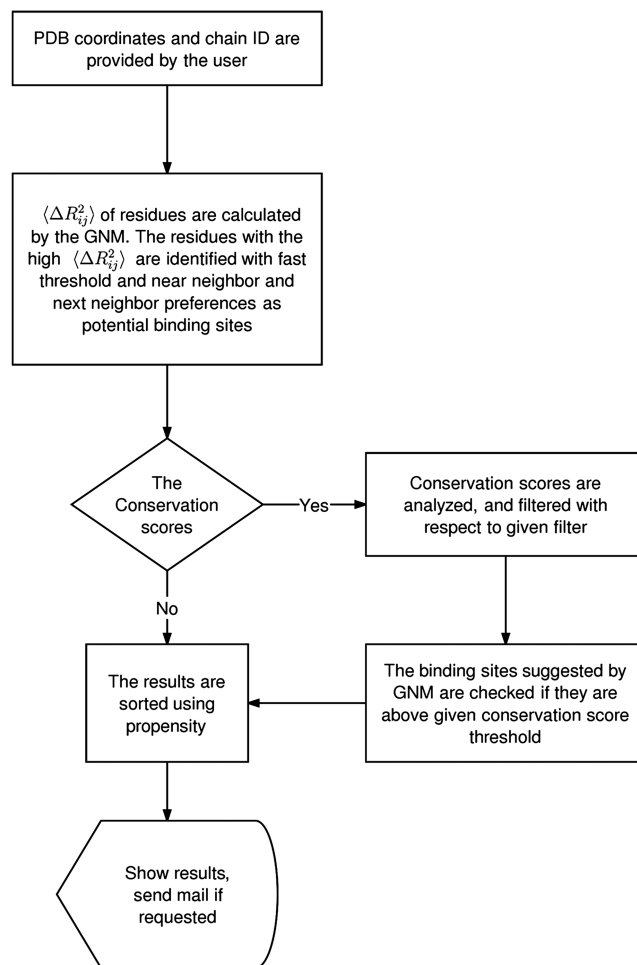 PDB coordinates and chain ID are
provided by the user
⟨ΔR²ᵢⱼ⟩ of residues are calculated
by the GNM. The residues with the
high ⟨ΔR²ᵢⱼ⟩ are identified with fast
threshold and near neighbor and
next neighbor preferences as
potential binding sites
The
Conservation
scores
Yes
Conservation scores are
analyzed, and filtered with
respect to given filter
No
The results are
sorted using
propensity
The binding sites suggested by
GNM are checked if they are
above given conservation score
threshold
Show results,
send mail if
requested